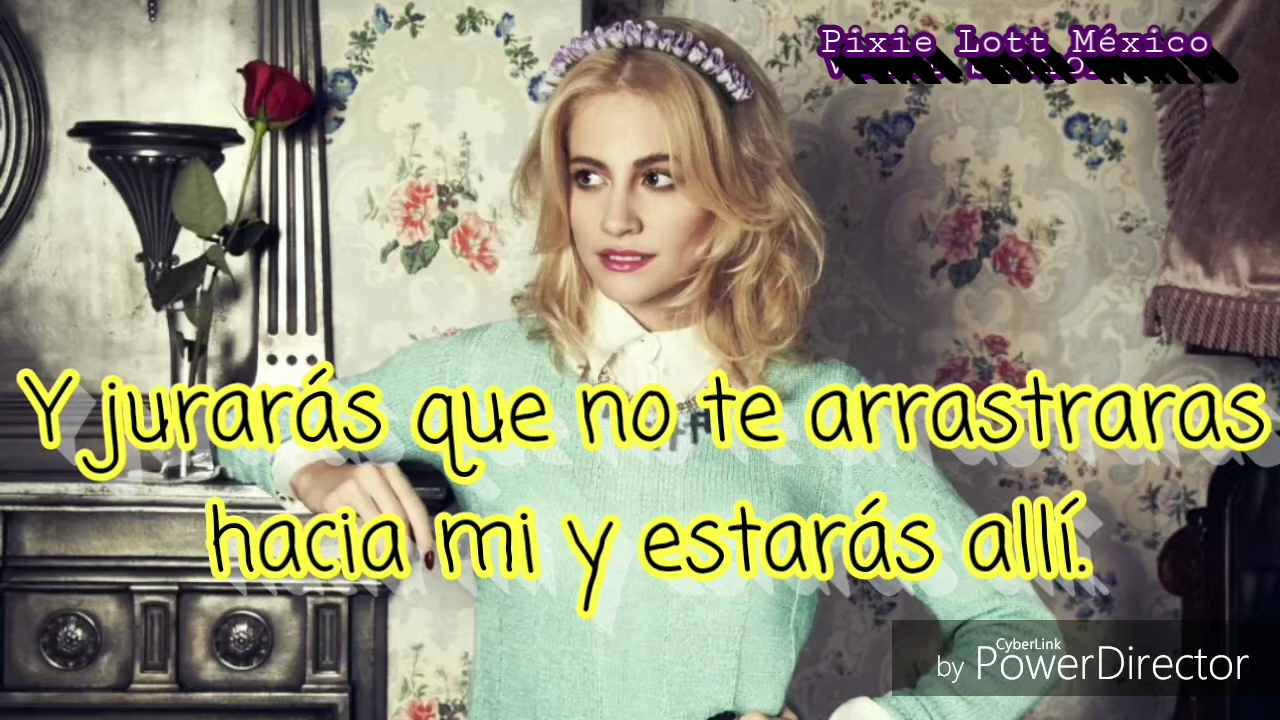 Pixie Lott México
Y jurarás que no te arrastraras
hacia mi y estarás allí.
CyberLink
by PowerDirector